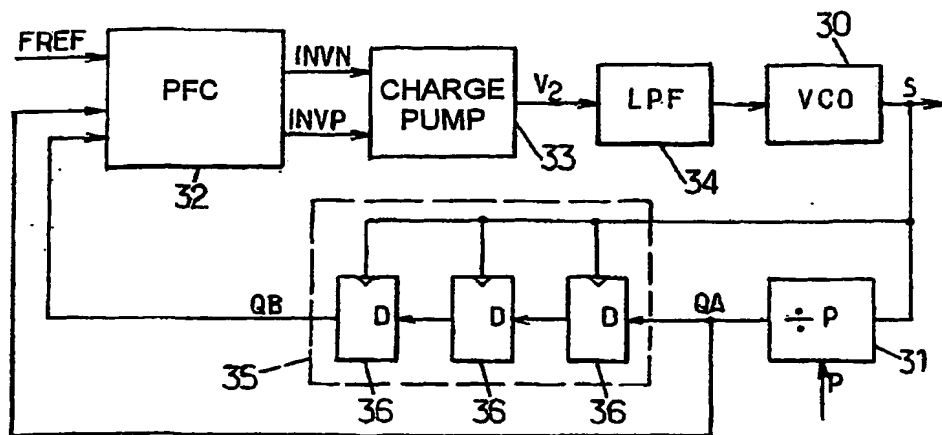 FREF
PFC
32
INVN
INVP
CHARGE
PUMP
33
V2
L.P.F
34
30
VCO
S
QB
D
D
D
QA
÷ P
31
P
35
36
36
36